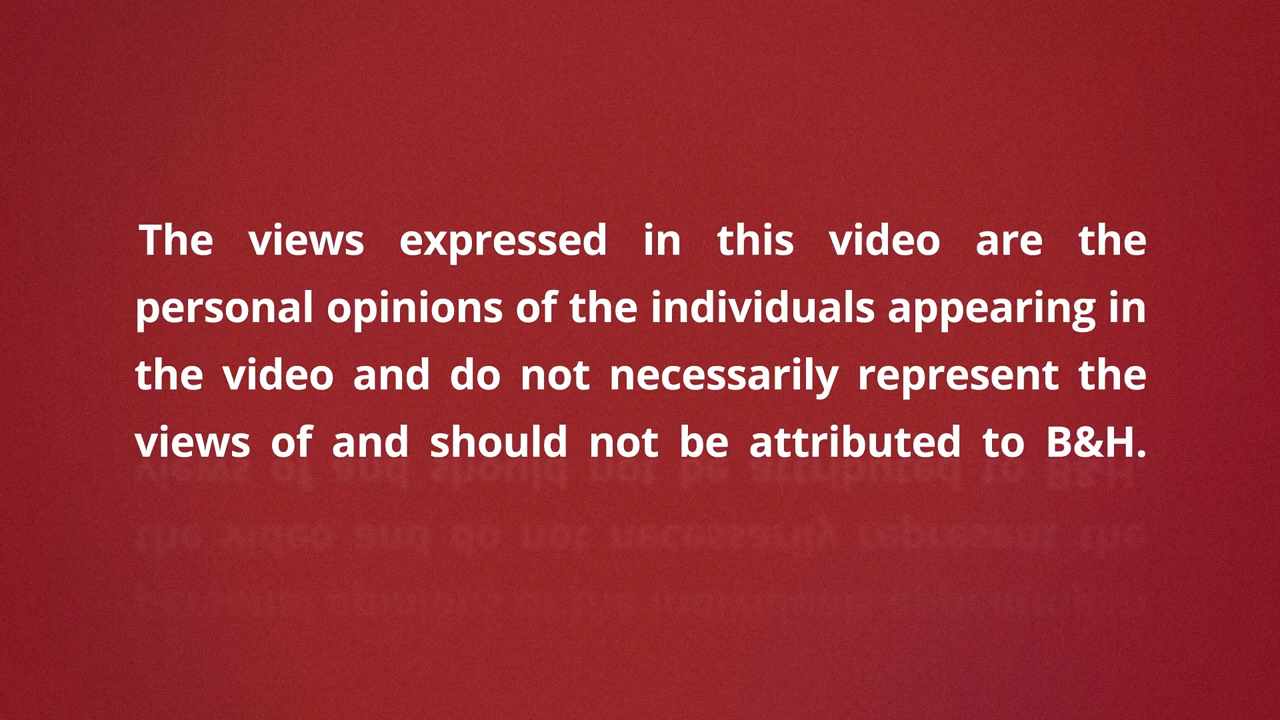 The views expressed in this video are the
personal opinions of the individuals appearing in
the video and do not necessarily represent the
views of and should not be attributed to B&H.